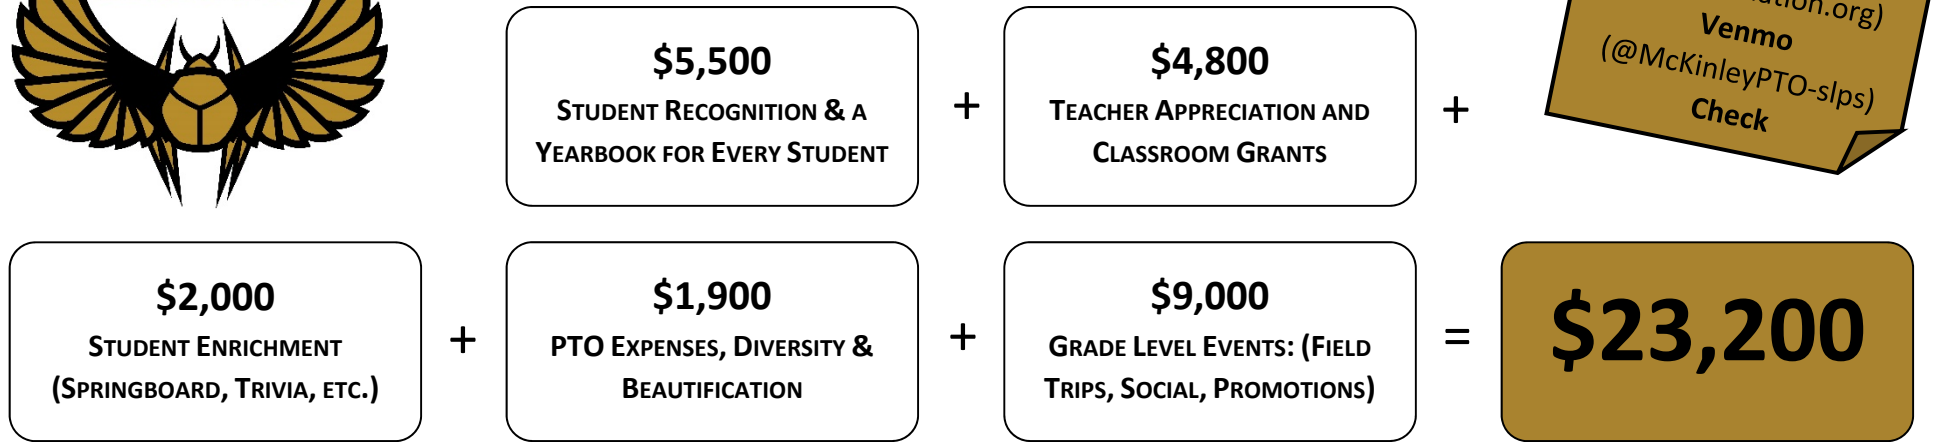 $5,500
Student Recognition & a
Yearbook for Every Student
+
$4,800
Teacher Appreciation and
Classroom Grants
+
Venmo
(@McKinleyPTO-slps)
Check
$2,000
Student Enrichment
(Springboard, Trivia, etc.)
+
$1,900
PTO Expenses, Diversity &
Beautification
+
$9,000
Grade Level Events: (Field
Trips, Social, Promotions)
=
$23,200